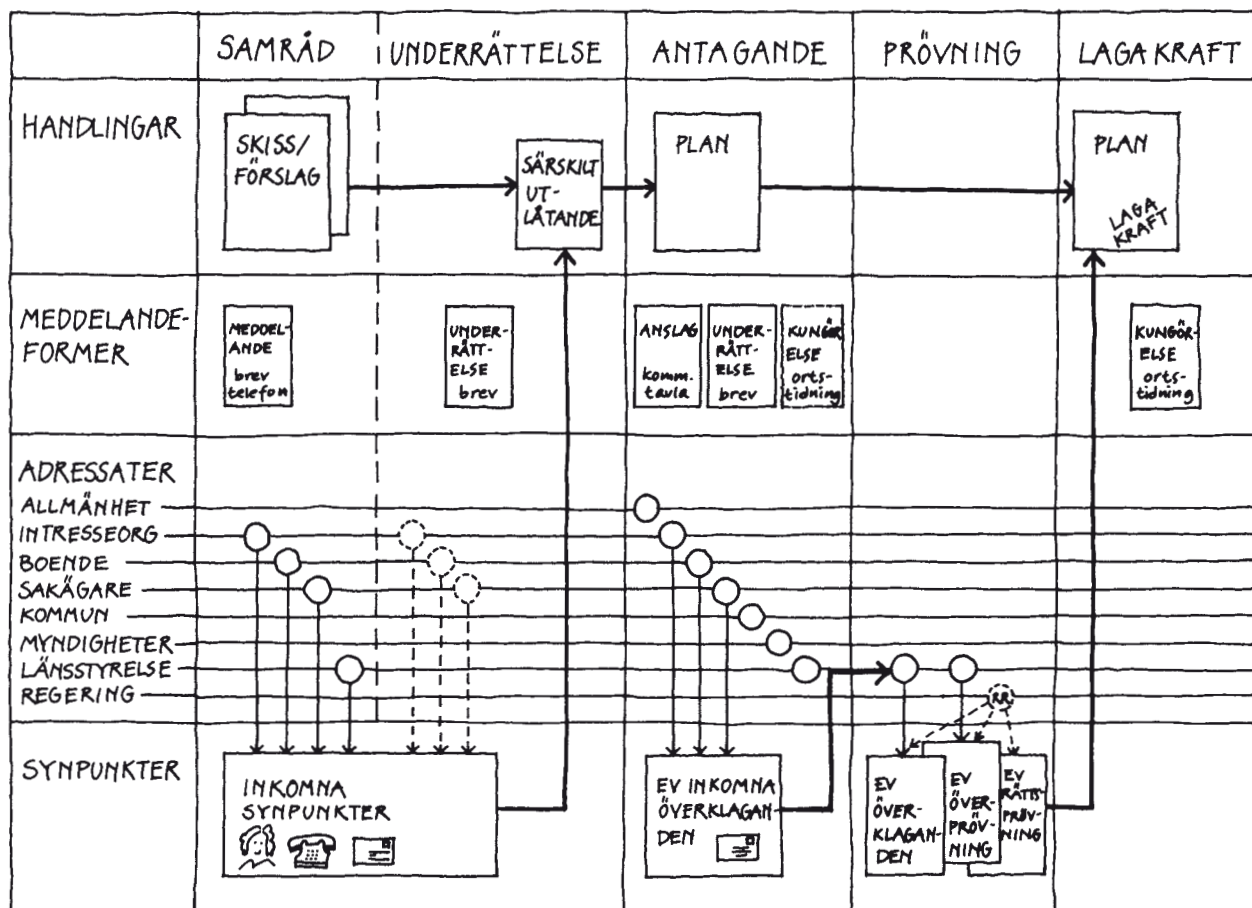 SAMRÅD
UNDERRÄTTELSE
ANTAGANDE
PRÖVNING
LAGA KRAFT
HANDLINGAR
SKISS/
FÖRSLAG
SÄRSKILT
UT-
LÅTANDE
PLAN
PLAN
LAGA
KRAFT
MEDDELANDE-
FORMER
MEDDEL-
ANDE
brev
telefon
UNDER-
RÄTT-
ELSE
brev
ANSLAG
komm.
tavla
UNDER-
RÄTT-
ELSE
brev
KUNGÖR
ELSE
orts-
tidning
KUNGÖR-
ELSE
orts-
tidning
ADRESSATER
ALLMÄNHET
INTRESSEORG
BOENDE
SAKÄGARE
KOMMUN
MYNDIGHETER
LÄNSSTYRELSE
REGERING
RR
SYNPUNKTER
INKOMNA
SYNPUNKTER
EV INKOMNA
ÖVERKLAGAN-
DEN
EV
ÖVER-
KLAGAN-
DEN
EV
ÖVER-
PRÖV-
NING
EV
RÄTTS-
PRÖV-
NING